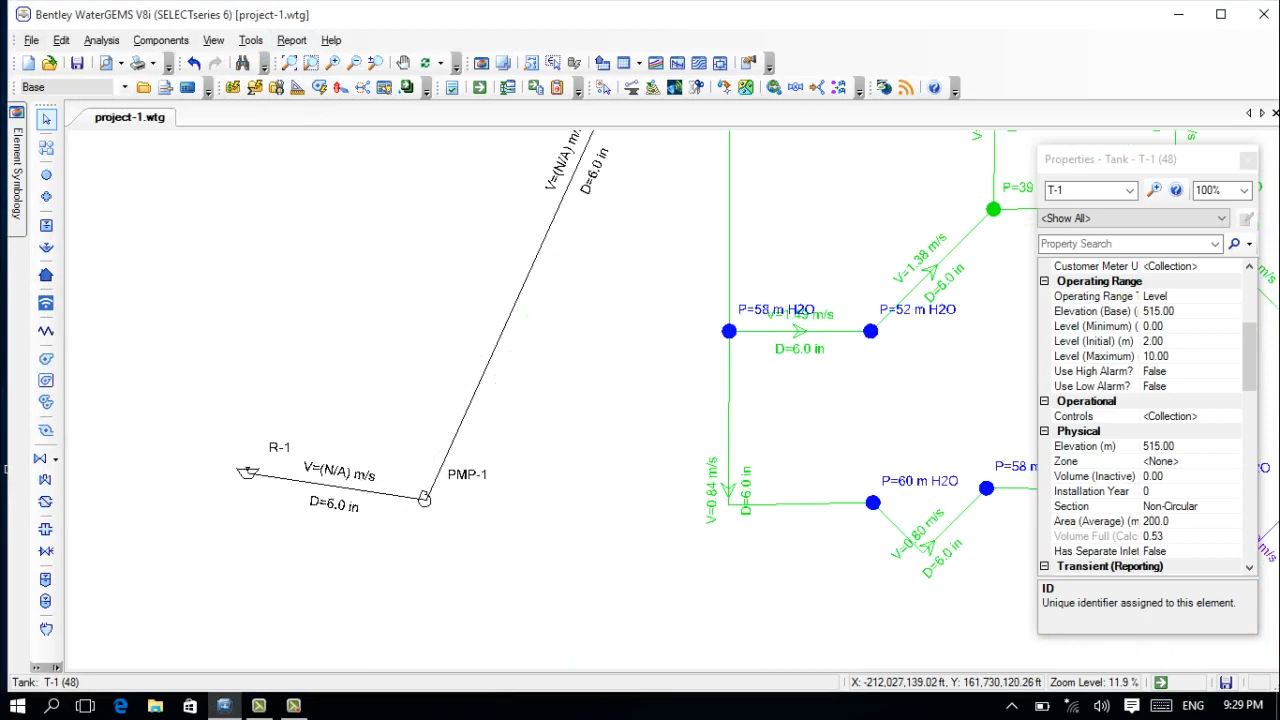 Bentley WaterGEMS V8i (SELECTseries 6) [project-1.wtg]
File Edit Analysis Components View Tools Report Help
Base
project-1.wtg
Element Symbology
V=(N/A) m/s
D=6.0 in
R-1
V=(N/A) m/s
D=6.0 in
PMP-1
P=58 m H2O
V=1.49 m/s
D=6.0 in
P=52 m H2O
V=1.38 m/s
D=6.0 in
P=39
V=0.84 m/s
D=6.0 in
P=60 m H2O
P=58 m
V=0.80 m/s
D=6.0 in
Properties - Tank - T-1 (48)
T-1
100%
<Show All>
Property Search
Customer Meter U <Collection>
Operating Range
Operating Range Level
Elevation (Base) ( 515.00
Level (Minimum) ( 0.00
Level (Initial) (m) 2.00
Level (Maximum) 10.00
Use High Alarm? False
Use Low Alarm? False
Operational
Controls <Collection>
Physical
Elevation (m) 515.00
Zone <None>
Volume (Inactive) 0.00
Installation Year 0
Section Non-Circular
Area (Average) (m 200.0
Volume Full (Calc 0.53
Has Separate Inlet False
Transient (Reporting)
ID
Unique identifier assigned to this element.
Tank: T-1 (48)
X: -212,027,139.02 ft, Y: 161,730,120.26 ft
Zoom Level: 11.9 %
ENG
9:29 PM